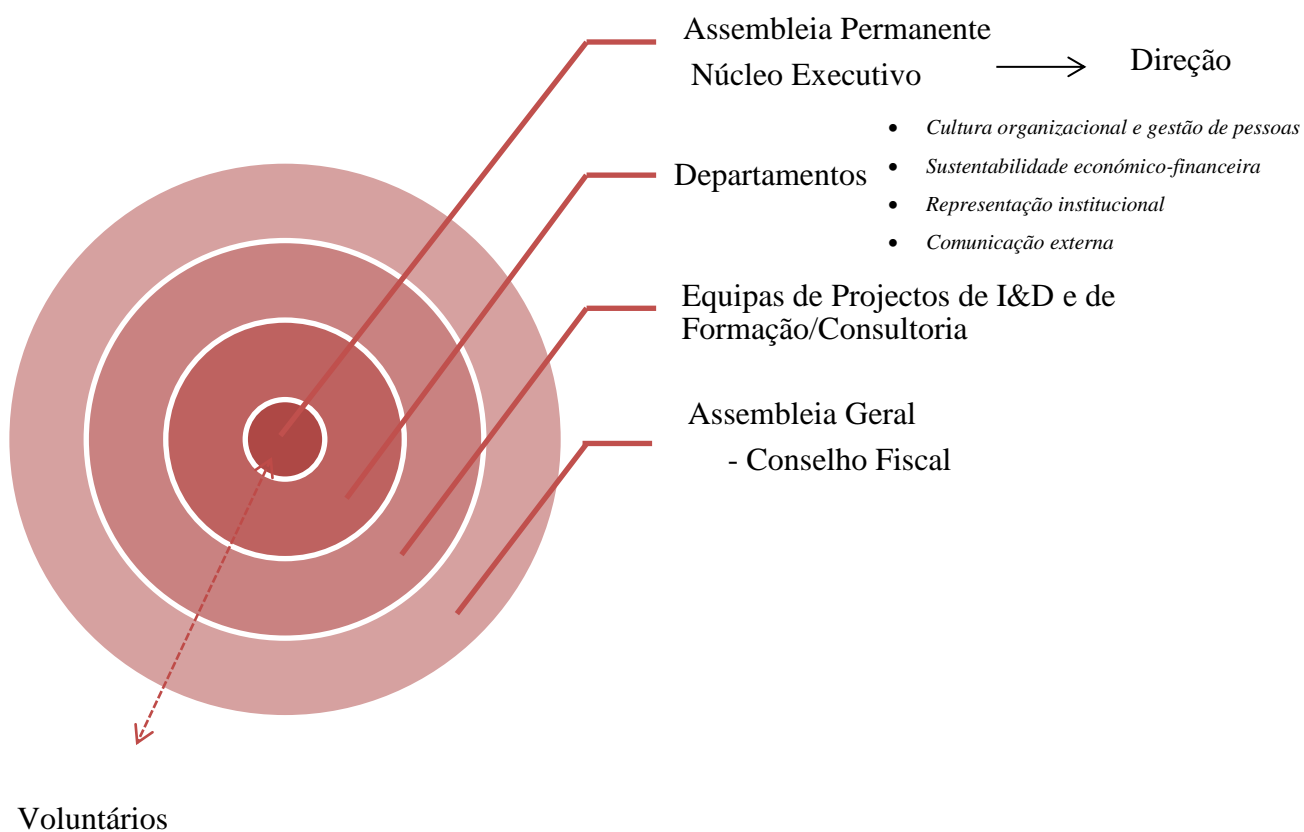 Assembleia Permanente
Núcleo Executivo
Direção
Departamentos
• Cultura organizacional e gestão de pessoas
• Sustentabilidade económico-financeira
• Representação institucional
• Comunicação externa
Equipas de Projectos de I&D e de
Formação/Consultoria
Assembleia Geral
- Conselho Fiscal
Voluntários